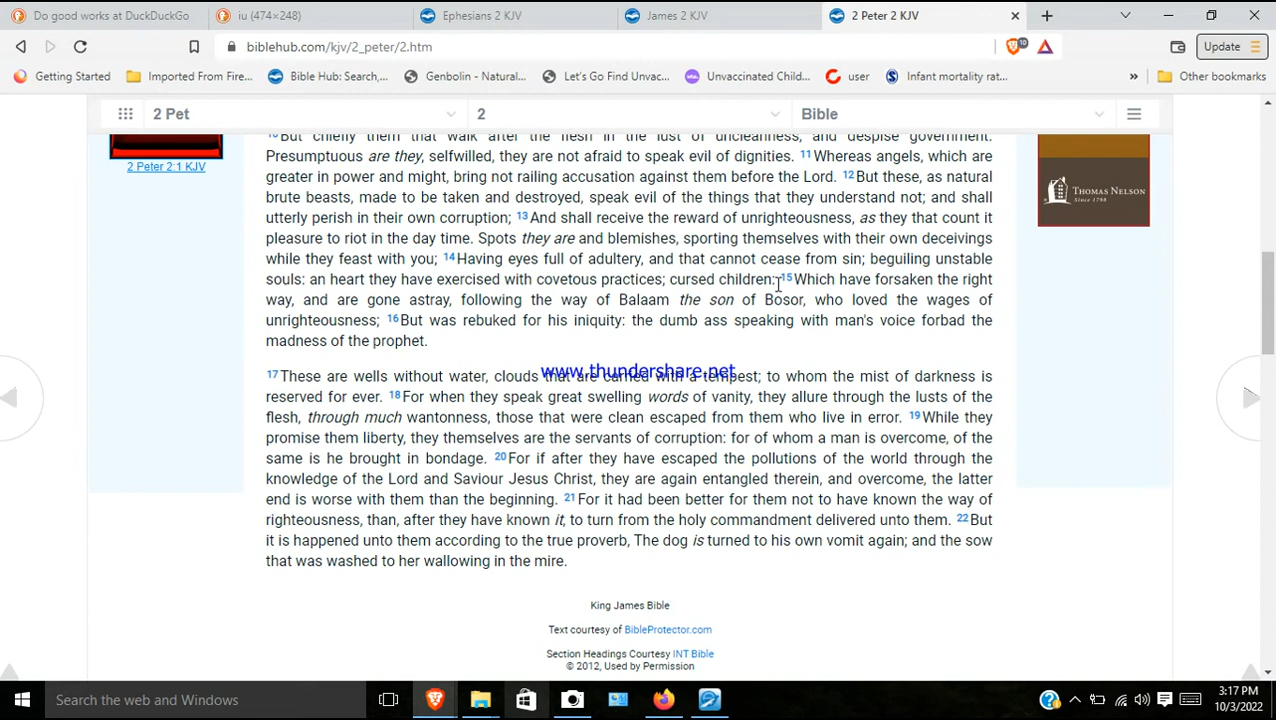 Do good works at DuckDuckGo
iu (474×248)
Ephesians 2 KJV
James 2 KJV
2 Peter 2 KJV
biblehub.com/kjv/2_peter/2.htm
10
Update
Getting Started
Imported From Fire...
Bible Hub: Search,...
Genbolin - Natural...
Let's Go Find Unvac...
Unvaccinated Child...
user
Infant mortality rat...
»
Other bookmarks
2 Pet
2
Bible
10 But chiefly them that walk after the flesh in the lust of uncleanness, and despise government.
Presumptuous are they, selfwilled, they are not afraid to speak evil of dignities. 11 Whereas angels, which are
greater in power and might, bring not railing accusation against them before the Lord. 12 But these, as natural
brute beasts, made to be taken and destroyed, speak evil of the things that they understand not; and shall
utterly perish in their own corruption; 13 And shall receive the reward of unrighteousness, as they that count it
pleasure to riot in the day time. Spots they are and blemishes, sporting themselves with their own deceivings
while they feast with you; 14 Having eyes full of adultery, and that cannot cease from sin; beguiling unstable
souls: an heart they have exercised with covetous practices; cursed children: 15 Which have forsaken the right
way, and are gone astray, following the way of Balaam the son of Bosor, who loved the wages of
unrighteousness; 16 But was rebuked for his iniquity: the dumb ass speaking with man's voice forbad the
madness of the prophet.
2 Peter 2:1 KJV
THOMAS NELSON
Since 1798
www.thundershare.net
17 These are wells without water, clouds that are carried with a tempest; to whom the mist of darkness is
reserved for ever. 18 For when they speak great swelling words of vanity, they allure through the lusts of the
flesh, through much wantonness, those that were clean escaped from them who live in error. 19 While they
promise them liberty, they themselves are the servants of corruption: for of whom a man is overcome, of the
same is he brought in bondage. 20 For if after they have escaped the pollutions of the world through the
knowledge of the Lord and Saviour Jesus Christ, they are again entangled therein, and overcome, the latter
end is worse with them than the beginning. 21 For it had been better for them not to have known the way of
righteousness, than, after they have known it, to turn from the holy commandment delivered unto them. 22 But
it is happened unto them according to the true proverb, The dog is turned to his own vomit again; and the sow
that was washed to her wallowing in the mire.
King James Bible
Text courtesy of BibleProtector.com
Section Headings Courtesy INT Bible
© 2012, Used by Permission
Search the web and Windows
3:17 PM
10/3/2022